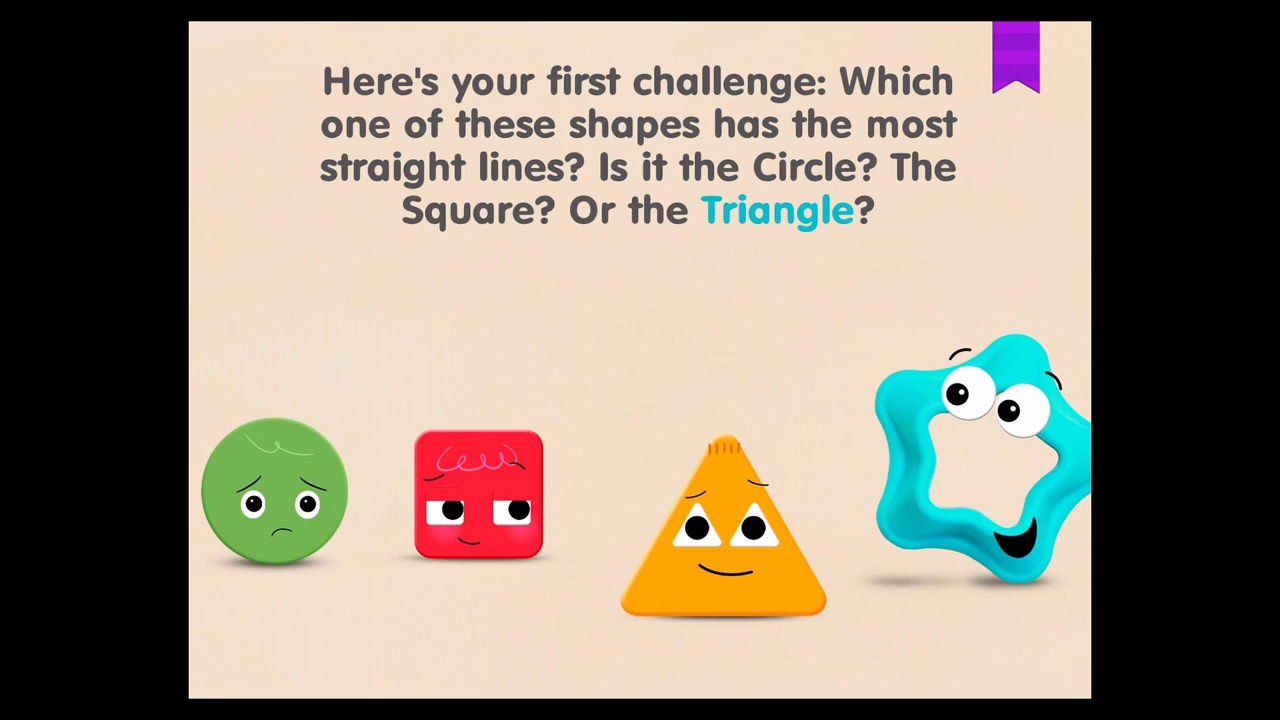 Here's your first challenge: Which
one of these shapes has the most
straight lines? Is it the Circle? The
Square? Or the Triangle?